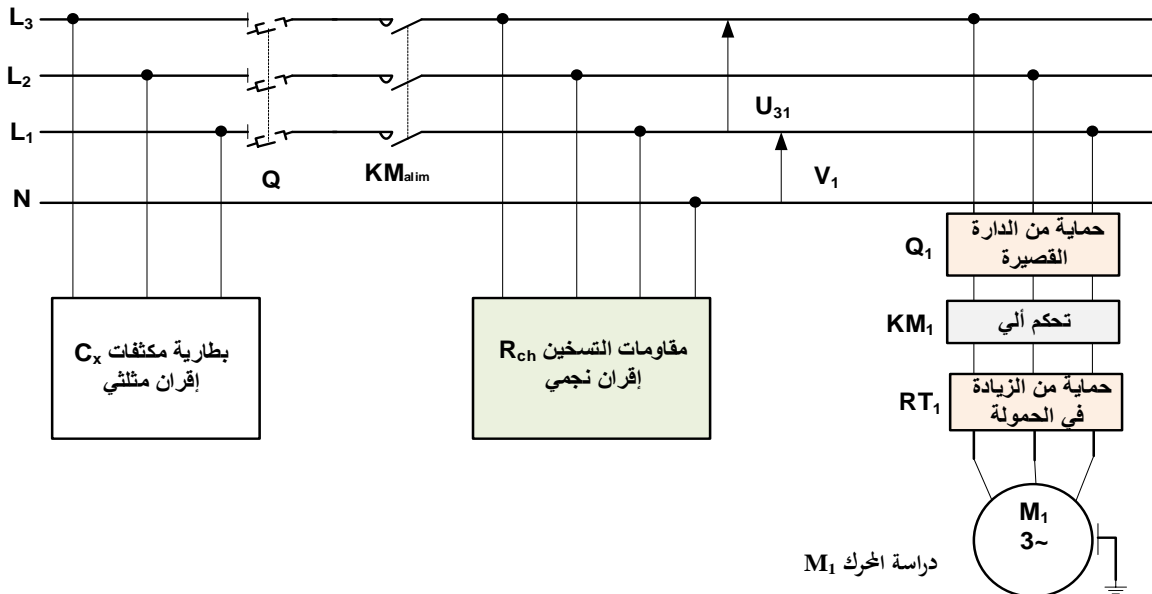 L₃
L₂
L₁
N
Q
KMalim
U₃₁
V₁
بطارية مكثفات Cₓ
إقران مثلثي
مقاومات التسخين Rch
إقران نجمي
Q₁
حماية من الدارة
القصيرة
KM₁
تحكم ألي
RT₁
حماية من الزيادة
في الحمولة
M₁
3~
دراسة المحرك M₁